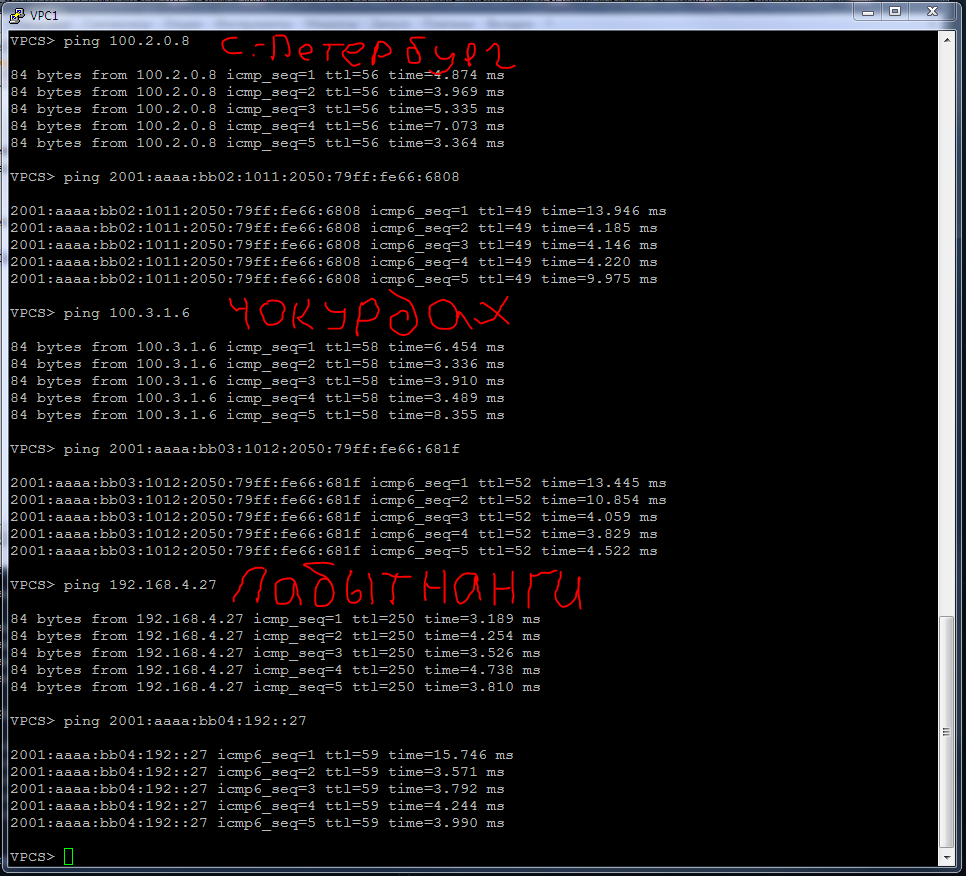 VPC1
VPCS> ping 100.2.0.8 С.-Петербург
84 bytes from 100.2.0.8 icmp_seq=1 ttl=56 time=4.874 ms
84 bytes from 100.2.0.8 icmp_seq=2 ttl=56 time=3.969 ms
84 bytes from 100.2.0.8 icmp_seq=3 ttl=56 time=5.335 ms
84 bytes from 100.2.0.8 icmp_seq=4 ttl=56 time=7.073 ms
84 bytes from 100.2.0.8 icmp_seq=5 ttl=56 time=3.364 ms
VPCS> ping 2001:aaaa:bb02:1011:2050:79ff:fe66:6808
2001:aaaa:bb02:1011:2050:79ff:fe66:6808 icmp6_seq=1 ttl=49 time=13.946 ms
2001:aaaa:bb02:1011:2050:79ff:fe66:6808 icmp6_seq=2 ttl=49 time=4.185 ms
2001:aaaa:bb02:1011:2050:79ff:fe66:6808 icmp6_seq=3 ttl=49 time=4.146 ms
2001:aaaa:bb02:1011:2050:79ff:fe66:6808 icmp6_seq=4 ttl=49 time=4.220 ms
2001:aaaa:bb02:1011:2050:79ff:fe66:6808 icmp6_seq=5 ttl=49 time=9.975 ms
VPCS> ping 100.3.1.6 Чокурдах
84 bytes from 100.3.1.6 icmp_seq=1 ttl=58 time=6.454 ms
84 bytes from 100.3.1.6 icmp_seq=2 ttl=58 time=3.336 ms
84 bytes from 100.3.1.6 icmp_seq=3 ttl=58 time=3.910 ms
84 bytes from 100.3.1.6 icmp_seq=4 ttl=58 time=3.489 ms
84 bytes from 100.3.1.6 icmp_seq=5 ttl=58 time=8.355 ms
VPCS> ping 2001:aaaa:bb03:1012:2050:79ff:fe66:681f
2001:aaaa:bb03:1012:2050:79ff:fe66:681f icmp6_seq=1 ttl=52 time=13.445 ms
2001:aaaa:bb03:1012:2050:79ff:fe66:681f icmp6_seq=2 ttl=52 time=10.854 ms
2001:aaaa:bb03:1012:2050:79ff:fe66:681f icmp6_seq=3 ttl=52 time=4.059 ms
2001:aaaa:bb03:1012:2050:79ff:fe66:681f icmp6_seq=4 ttl=52 time=3.829 ms
2001:aaaa:bb03:1012:2050:79ff:fe66:681f icmp6_seq=5 ttl=52 time=4.522 ms
VPCS> ping 192.168.4.27 Лабытнанги
84 bytes from 192.168.4.27 icmp_seq=1 ttl=250 time=3.189 ms
84 bytes from 192.168.4.27 icmp_seq=2 ttl=250 time=4.254 ms
84 bytes from 192.168.4.27 icmp_seq=3 ttl=250 time=3.526 ms
84 bytes from 192.168.4.27 icmp_seq=4 ttl=250 time=4.738 ms
84 bytes from 192.168.4.27 icmp_seq=5 ttl=250 time=3.810 ms
VPCS> ping 2001:aaaa:bb04:192::27
2001:aaaa:bb04:192::27 icmp6_seq=1 ttl=59 time=15.746 ms
2001:aaaa:bb04:192::27 icmp6_seq=2 ttl=59 time=3.571 ms
2001:aaaa:bb04:192::27 icmp6_seq=3 ttl=59 time=3.792 ms
2001:aaaa:bb04:192::27 icmp6_seq=4 ttl=59 time=4.244 ms
2001:aaaa:bb04:192::27 icmp6_seq=5 ttl=59 time=3.990 ms
VPCS>